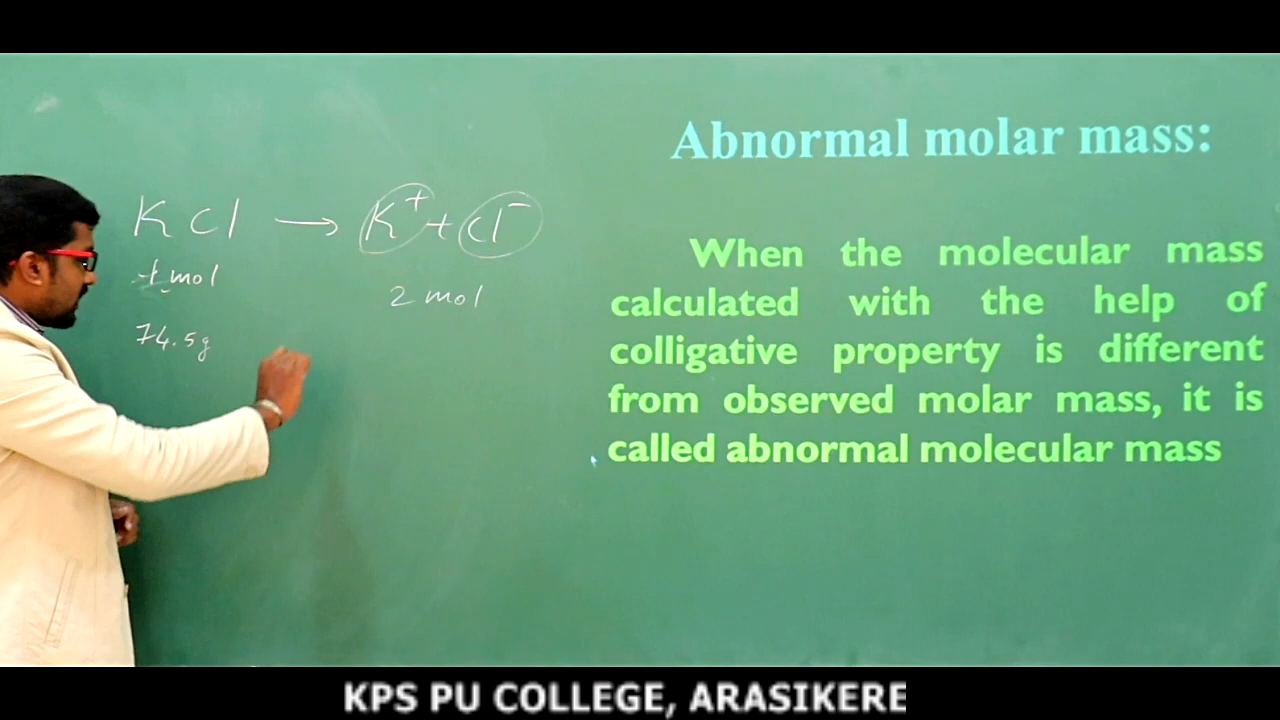 K Cl → K⁺ + Cl⁻
1 mol
2 mol
74.5g
Abnormal molar mass:
When the molecular mass
calculated with the help of
colligative property is different
from observed molar mass, it is
called abnormal molecular mass
KPS PU COLLEGE, ARASIKERE